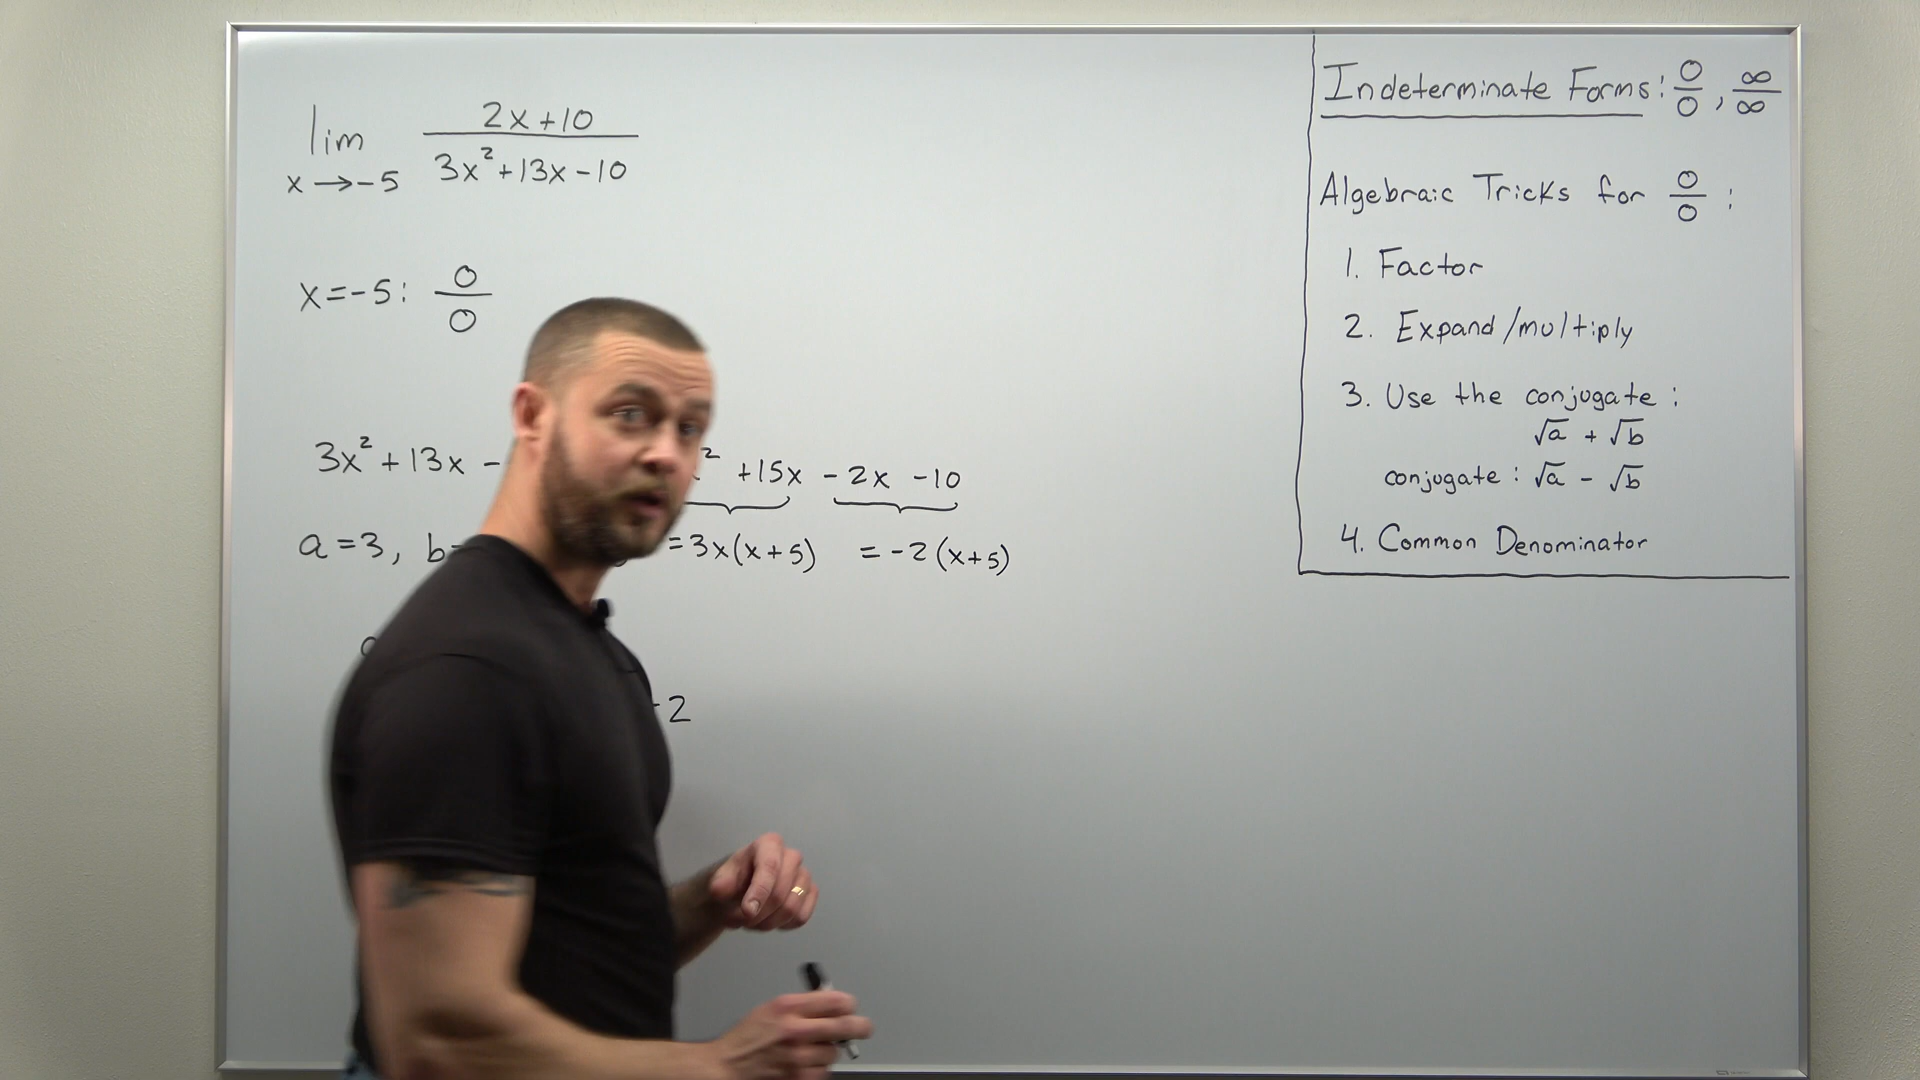 lim x→-5 (2x+10)/(3x²+13x-10)
x=-5: 0/0
3x²+13x - ² +15x -2x -10
a=3, b= =3x(x+5) =-2(x+5)
-2
Indeterminate Forms: 0/0, ∞/∞
Algebraic Tricks for 0/0 :
1. Factor
2. Expand/multiply
3. Use the conjugate :
√a + √b
conjugate : √a - √b
4. Common Denominator